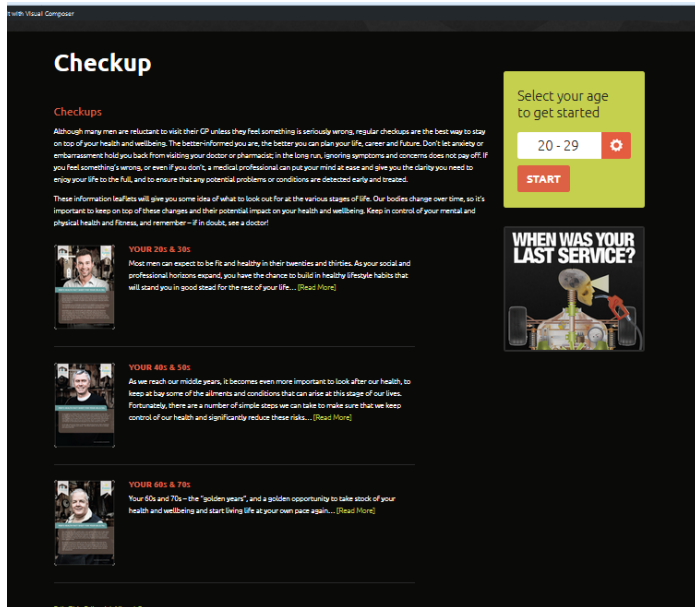 t with Visual Composer
Checkup
Checkups
Although many men are reluctant to visit their GP unless they feel something is seriously wrong, regular checkups are the best way to stay
on top of your health and wellbeing. The better-informed you are, the better you can plan your life, career and future. Don't let anxiety or
embarrassment hold you back from visiting your doctor or pharmacist; in the long run, ignoring symptoms and concerns does not pay off. If
you feel something's wrong, or even if you don't, a medical professional can put your mind at ease and give you the clarity you need to
enjoy your life to the full, and to ensure that any potential problems or conditions are detected early and treated.
These information leaflets will give you some idea of what to look out for at the various stages of life. Our bodies change over time, so it's
important to keep on top of these changes and their potential impact on your health and wellbeing. Keep in control of your mental and
physical health and fitness, and remember – if in doubt, see a doctor!
YOUR 20s & 30s
Most men can expect to be fit and healthy in their twenties and thirties. As your social and
professional horizons expand, you have the chance to build in healthy lifestyle habits that
will stand you in good stead for the rest of your life… [Read More]
YOUR 40s & 50s
As we reach our middle years, it becomes even more important to look after our health, to
keep at bay some of the ailments and conditions that can arise at this stage of our lives.
Fortunately, there are a number of simple steps we can take to make sure that we keep
control of our health and significantly reduce these risks… [Read More]
YOUR 60s & 70s
Your 60s and 70s – the "golden years", and a golden opportunity to take stock of your
health and wellbeing and start living life at your own pace again… [Read More]
Select your age
to get started
20 - 29
START
WHEN WAS YOUR
LAST SERVICE?